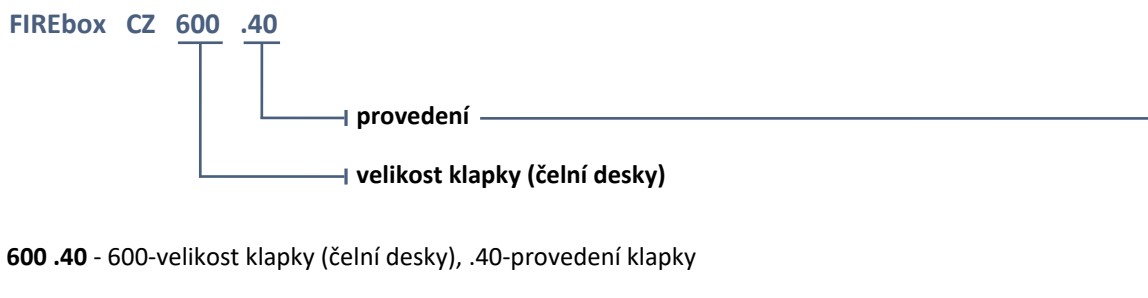 FIREbox CZ 600 .40
provedení
velikost klapky (čelní desky)
600 .40 - 600-velikost klapky (čelní desky), .40-provedení klapky